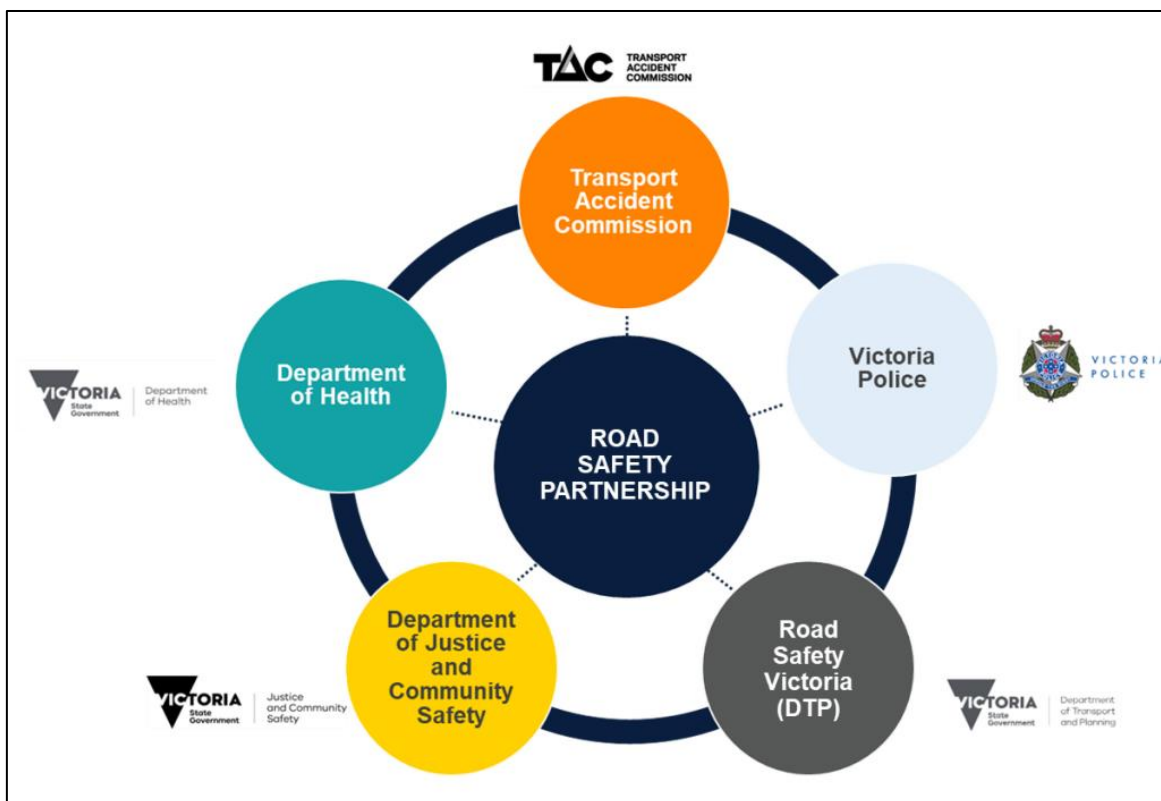 TAC
TRANSPORT
ACCIDENT
COMMISSION
Transport
Accident
Commission
Department
of Health
Victoria
Police
VICTORIA
POLICE
VICTORIA
State
Government
Department
of Health
ROAD
SAFETY
PARTNERSHIP
Department
of Justice
and
Community
Safety
Road
Safety
Victoria
(DTP)
VICTORIA
State
Government
Justice
and Community
Safety
VICTORIA
State
Government
Department
of Transport
and Planning